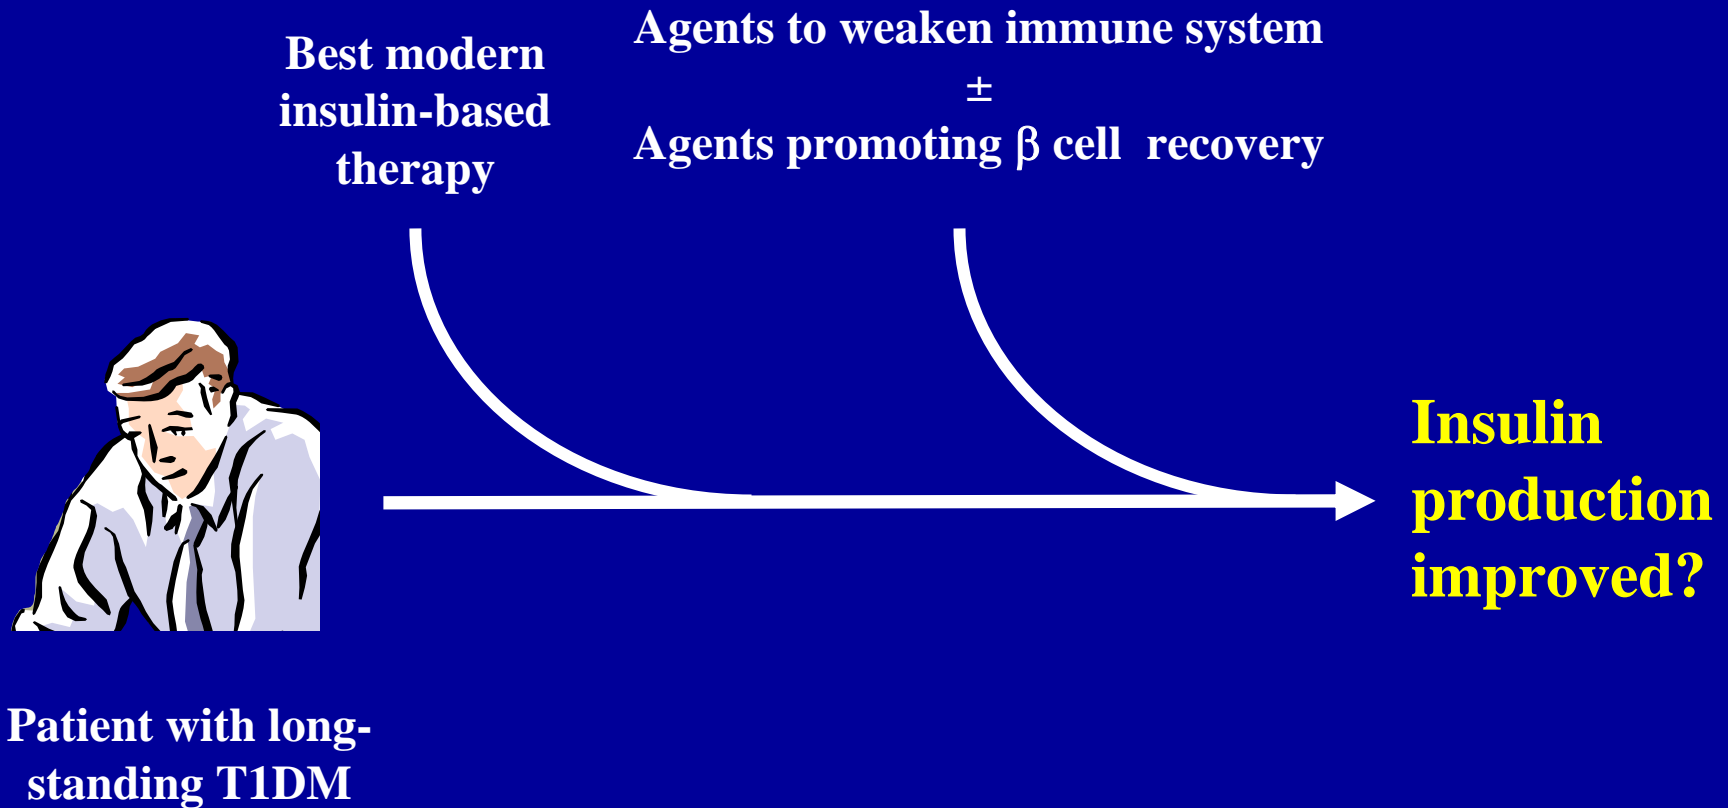 Best modern
insulin-based
therapy
Agents to weaken immune system
±
Agents promoting β cell recovery
Insulin
production
improved?
Patient with long-
standing T1DM